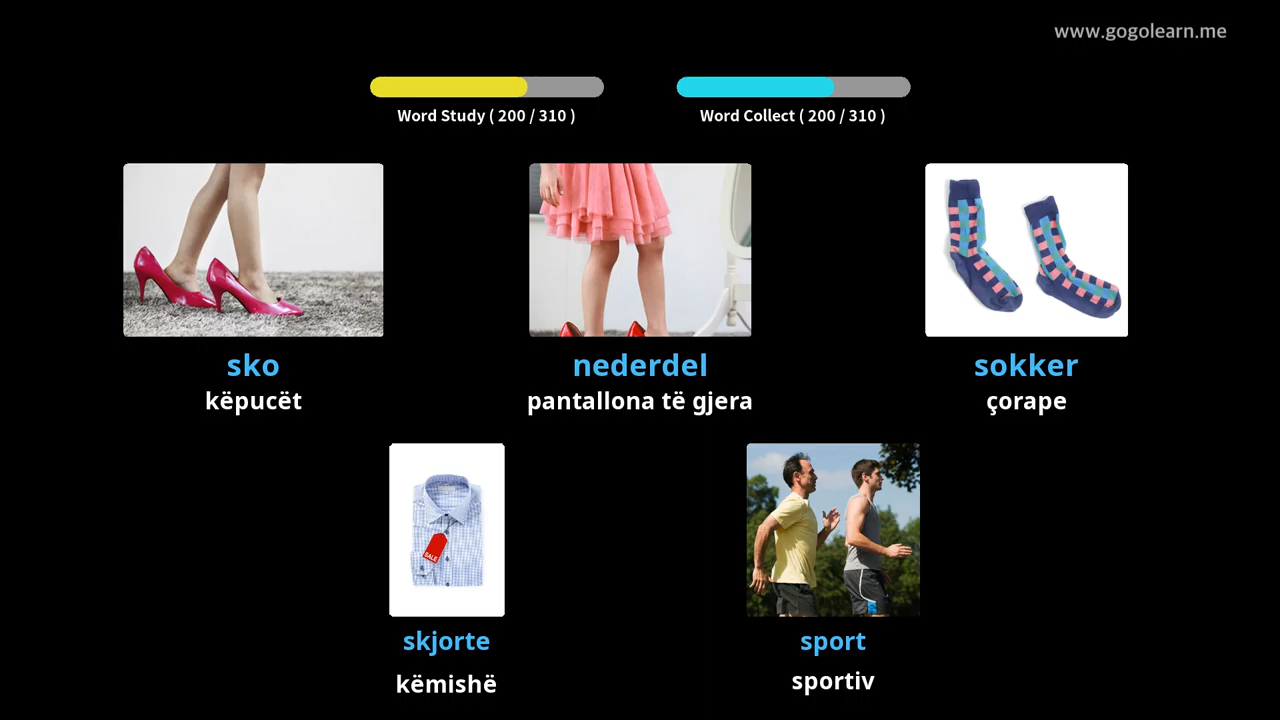 www.gogolearn.me
Word Study ( 200 / 310 )
Word Collect ( 200 / 310 )
sko
këpucët
nederdel
pantallona të gjera
sokker
çorape
SALE
skjorte
këmishë
sport
sportiv